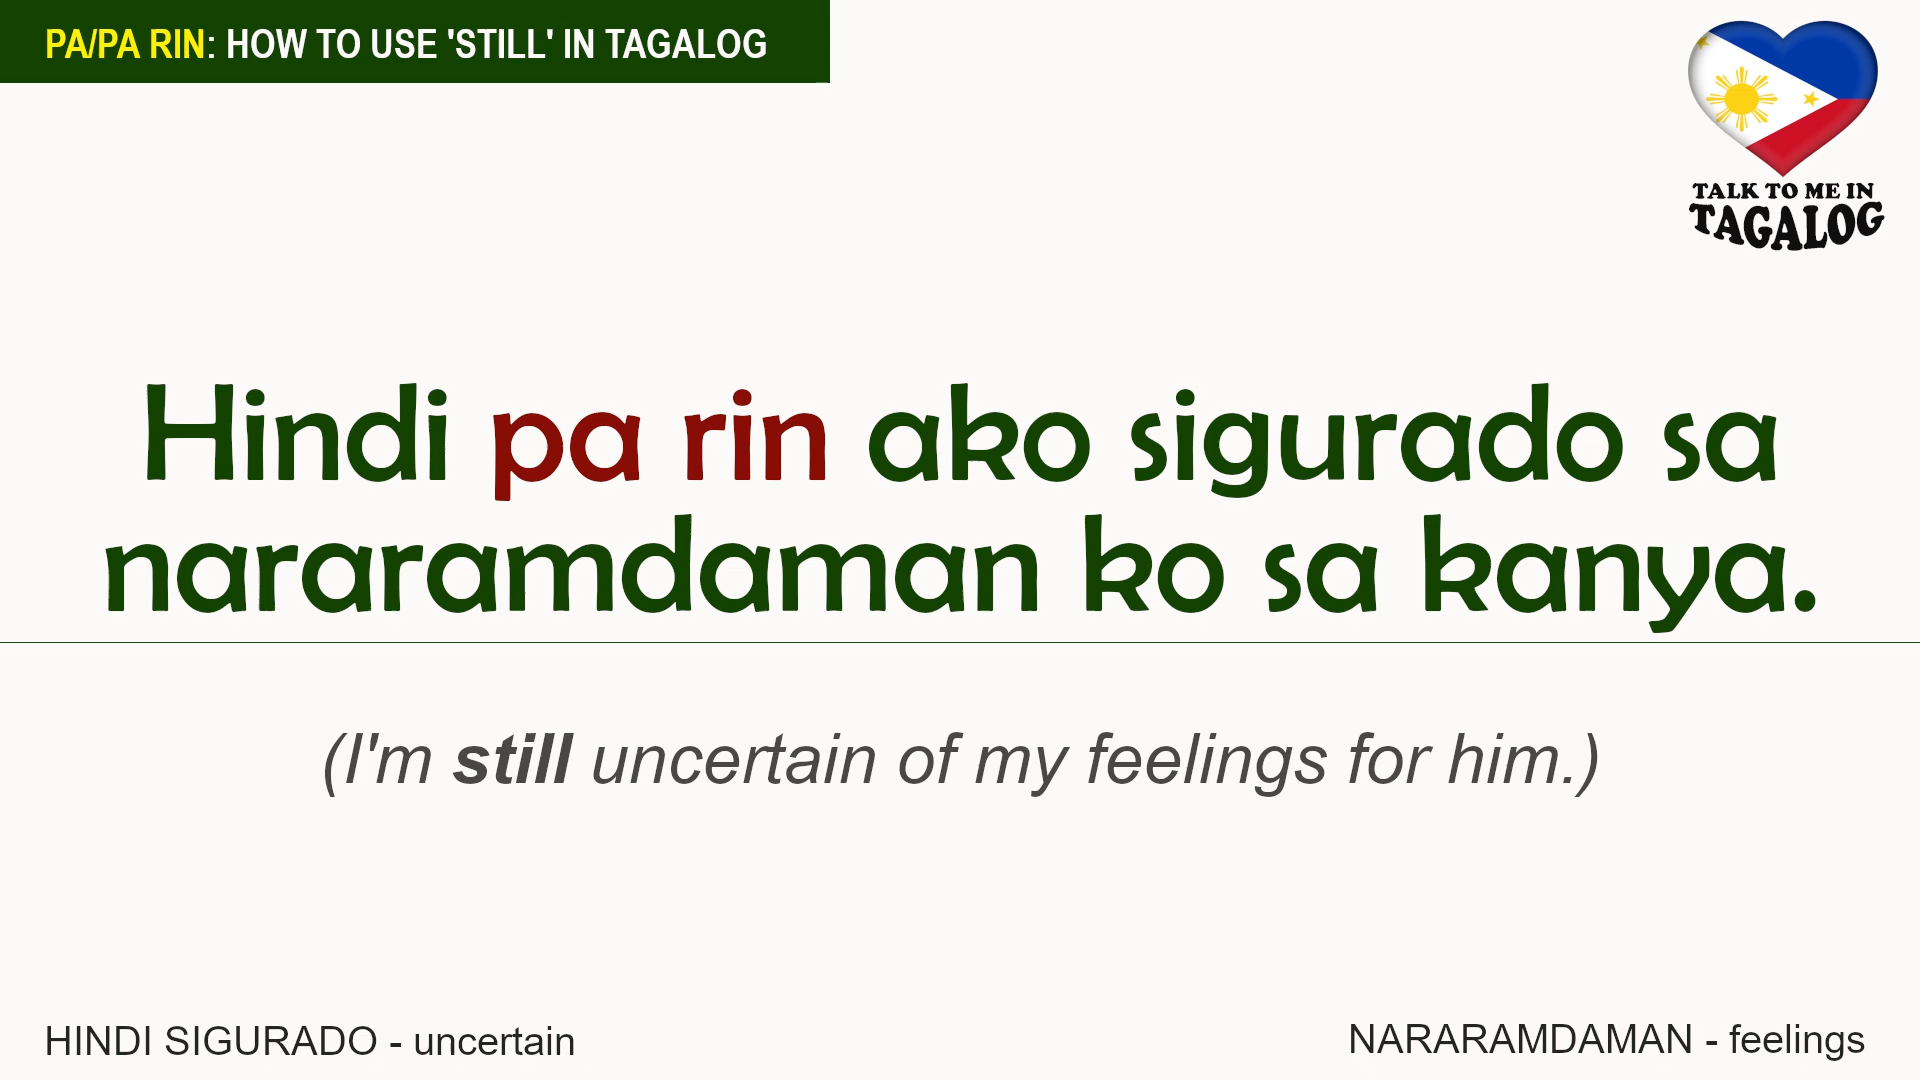 PA/PA RIN: HOW TO USE 'STILL' IN TAGALOG
TALK TO ME IN
TAGALOG
Hindi pa rin ako sigurado sa
nararamdaman ko sa kanya.
(I'm still uncertain of my feelings for him.)
HINDI SIGURADO - uncertain
NARARAMDAMAN - feelings